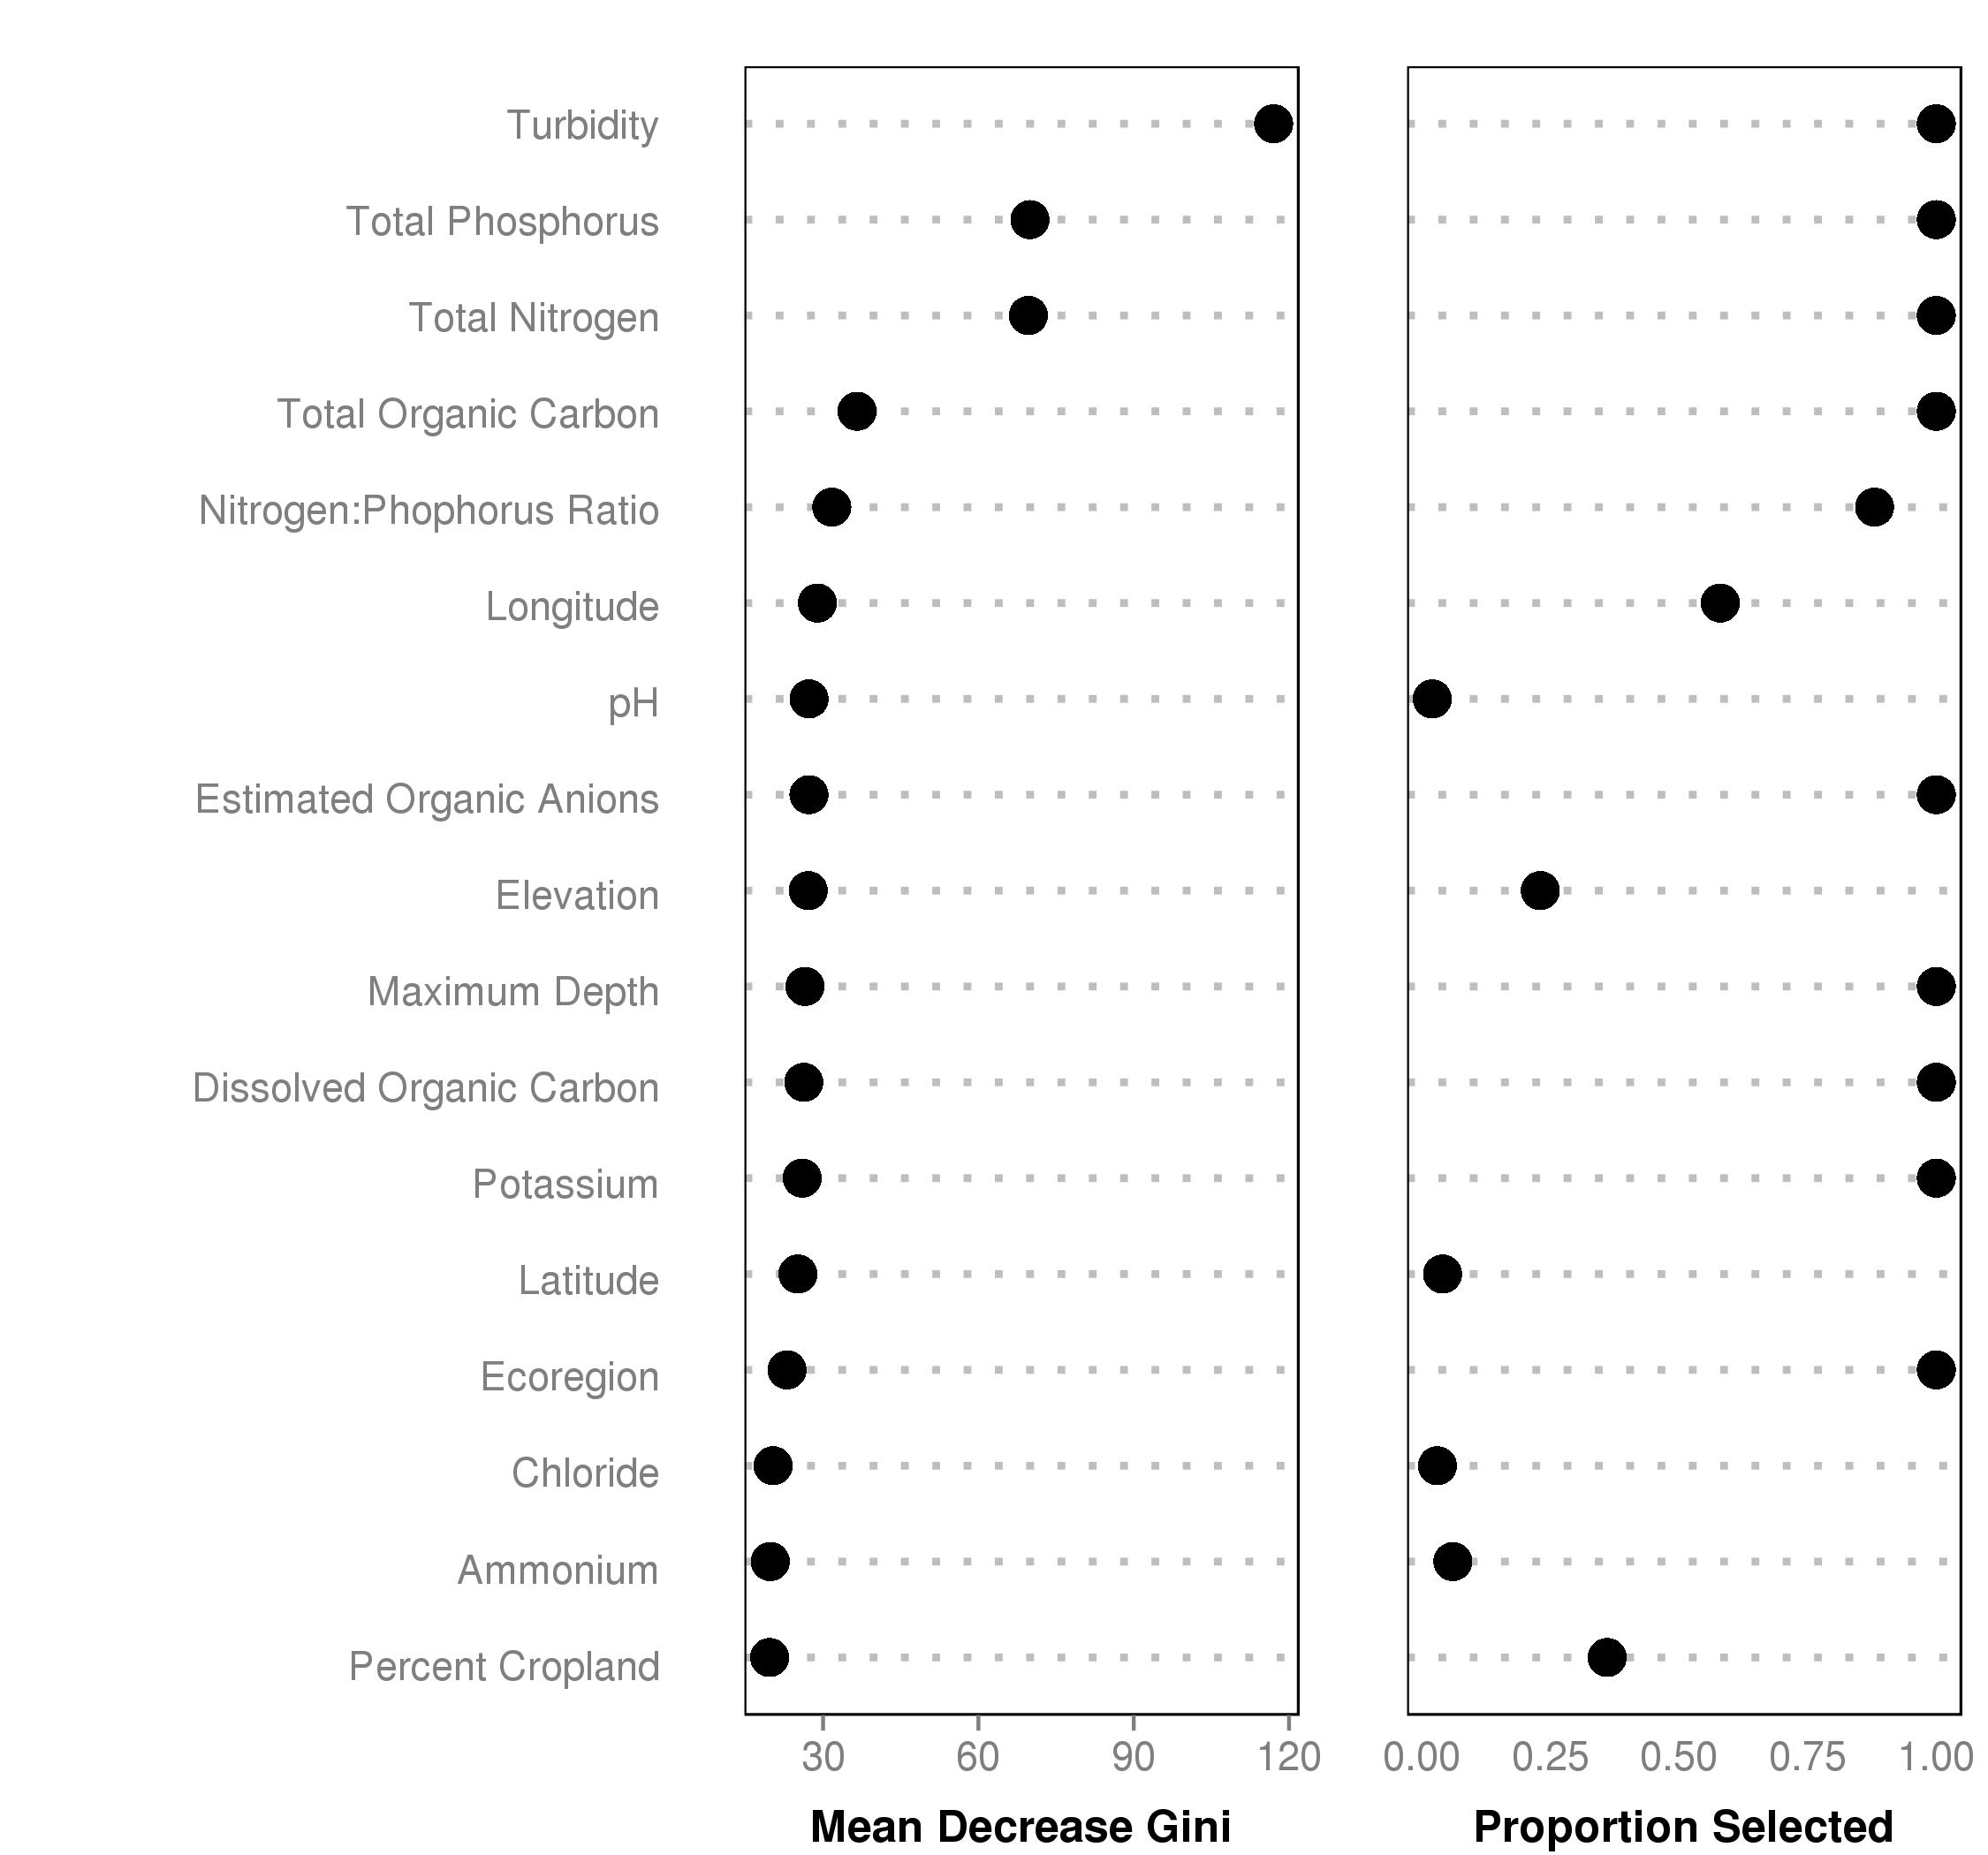 Turbidity
Total Phosphorus
Total Nitrogen
Total Organic Carbon
Nitrogen:Phophorus Ratio
Longitude
pH
Estimated Organic Anions
Elevation
Maximum Depth
Dissolved Organic Carbon
Potassium
Latitude
Ecoregion
Chloride
Ammonium
Percent Cropland
30 60 90 120 0.00 0.25 0.50 0.75 1.00
Mean Decrease Gini Proportion Selected